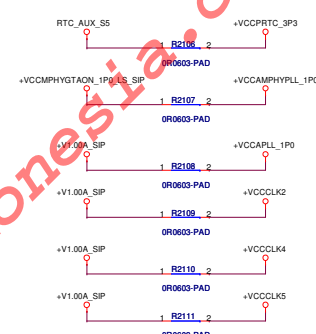 RTC_AUX_S5 +VCCPRTC_3P3
1 R2106 2
0R0603-PAD
+VCCMPHYGTAON_1P0_LS_SIP +VCCAMPHYPLL_1P0
1 R2107 2
0R0603-PAD
+V1.00A_SIP +VCCAPLL_1P0
1 R2108 2
0R0603-PAD
+V1.00A_SIP +VCCCLK2
1 R2109 2
0R0603-PAD
+V1.00A_SIP +VCCCLK4
1 R2110 2
0R0603-PAD
+V1.00A_SIP +VCCCLK5
1 R2111 2
onesia.